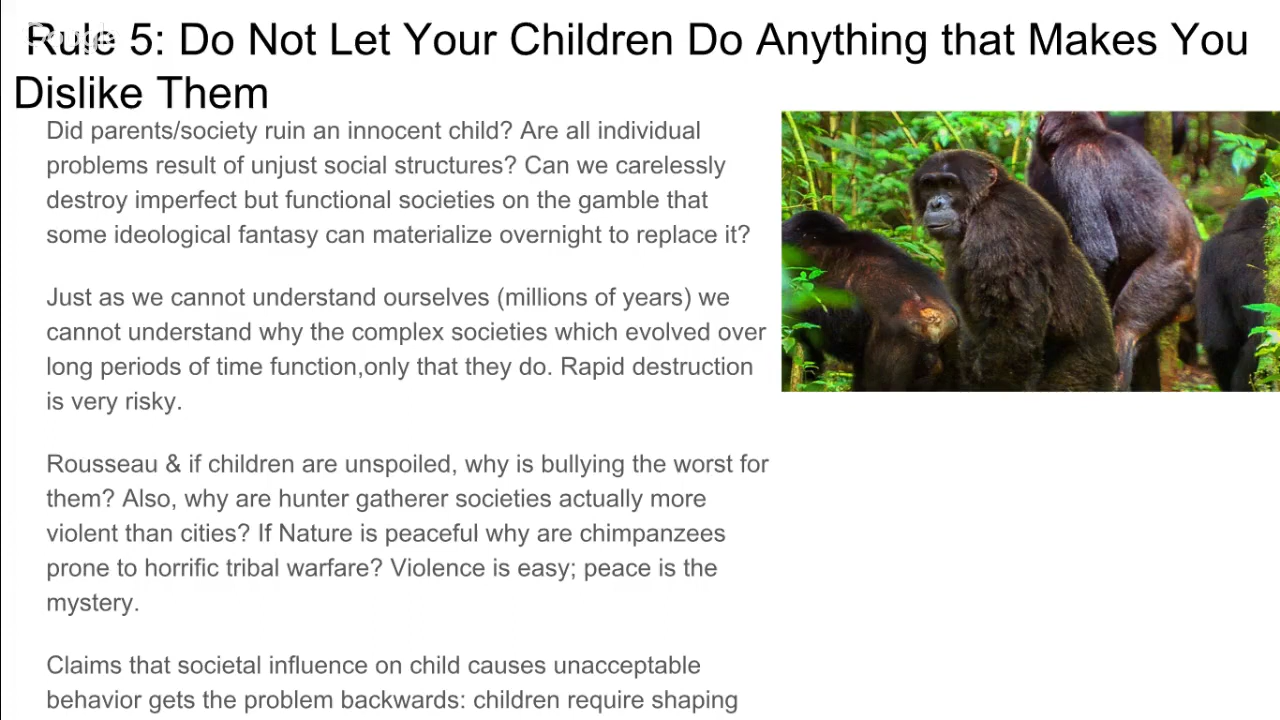 Google
Rule 5: Do Not Let Your Children Do Anything that Makes You
Dislike Them
Did parents/society ruin an innocent child? Are all individual
problems result of unjust social structures? Can we carelessly
destroy imperfect but functional societies on the gamble that
some ideological fantasy can materialize overnight to replace it?
Just as we cannot understand ourselves (millions of years) we
cannot understand why the complex societies which evolved over
long periods of time function,only that they do. Rapid destruction
is very risky.
Rousseau & if children are unspoiled, why is bullying the worst for
them? Also, why are hunter gatherer societies actually more
violent than cities? If Nature is peaceful why are chimpanzees
prone to horrific tribal warfare? Violence is easy; peace is the
mystery.
Claims that societal influence on child causes unacceptable
behavior gets the problem backwards: children require shaping